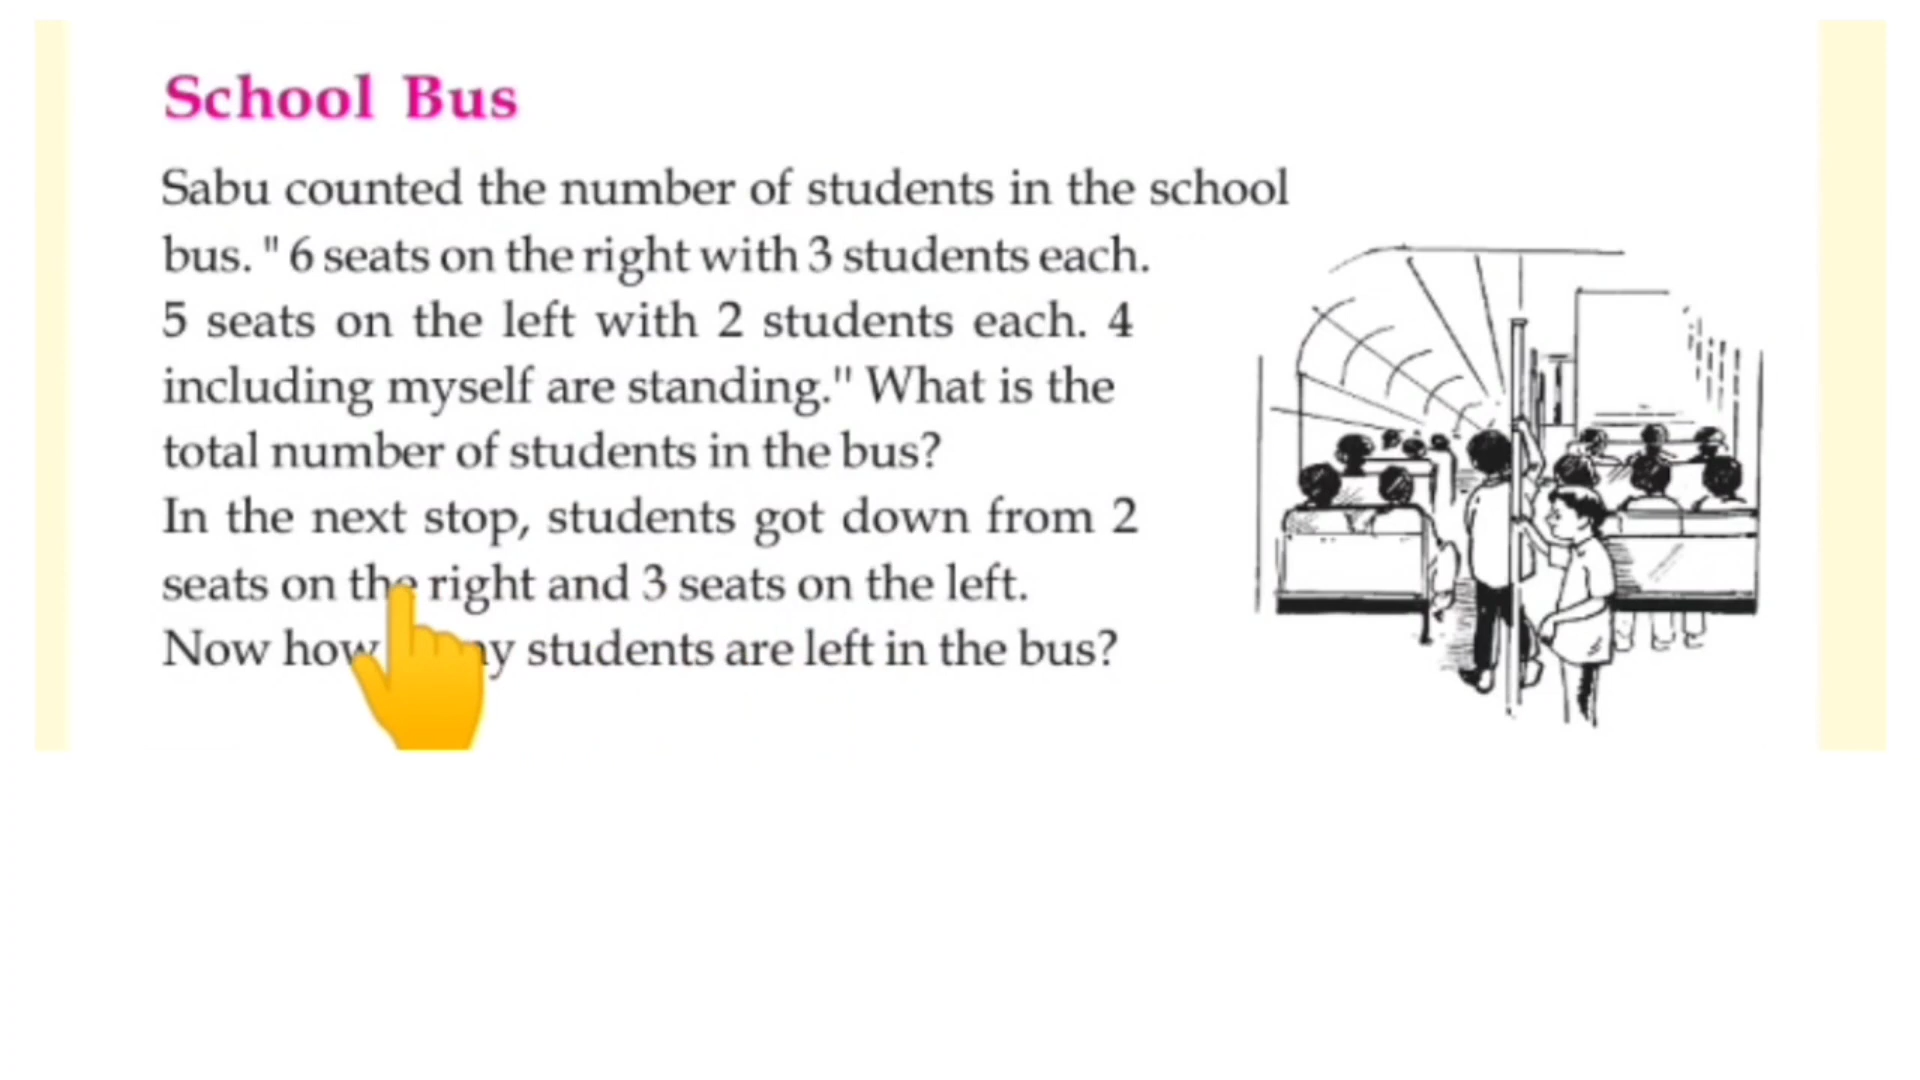 School Bus
Sabu counted the number of students in the school
bus. " 6 seats on the right with 3 students each.
5 seats on the left with 2 students each. 4
including myself are standing." What is the
total number of students in the bus?
In the next stop, students got down from 2
seats on the right and 3 seats on the left.
Now how students are left in the bus?